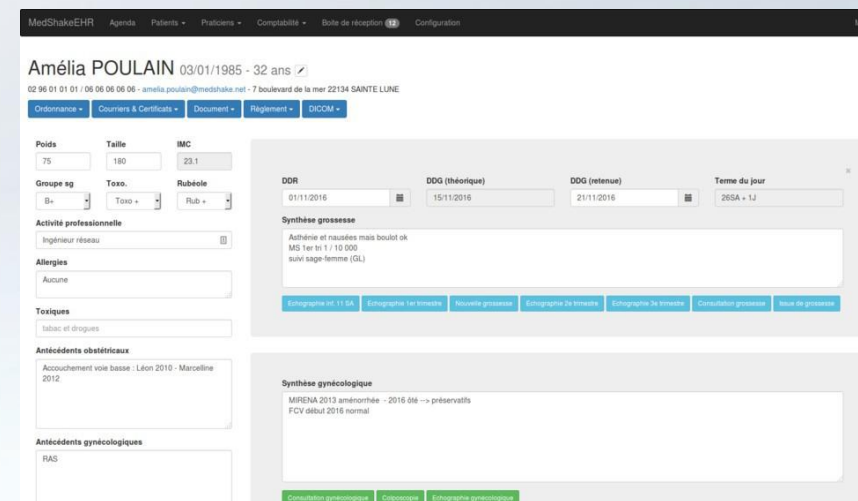 MedShakeEHR Agenda Patients Praticiens Comptabilité Boite de réception 12 Configuration
Amélia POULAIN 03/01/1985 - 32 ans
02 96 01 01 01 / 06 06 06 06 06 - amelia.poulain@medshake.net - 7 boulevard de la mer 22134 SAINTE LUNE
Ordonnance Courriers & Certificats Document Règlement DICOM
Poids Taille IMC
75 180 23.1
Groupe sg Toxo. Rubéole
B+ Toxo + Rub +
Activité professionnelle
Ingénieur réseau
Allergies
Aucune
Toxiques
tabac et drogues
Antécédents obstétricaux
Accouchement voie basse : Léon 2010 - Marcelline
2012
Antécédents gynécologiques
RAS
DDR DDG (théorique) DDG (retenue) Terme du jour
01/11/2016 15/11/2016 21/11/2016 26SA + 1J
Synthèse grossesse
Asthénie et nausées mais boulot ok
MS 1er tri 1 / 10 000
suivi sage-femme (GL)
Echographie inf. 11 SA Echographie 1er trimestre Nouvelle grossesse Echographie 2e trimestre Echographie 3e trimestre Consultation grossesse Issue de grossesse
Synthèse gynécologique
MIRENA 2013 aménorrhée - 2016 ôté --> préservatifs
FCV début 2016 normal
Consultation gynécologique Colposcopie Echographie gynécologique